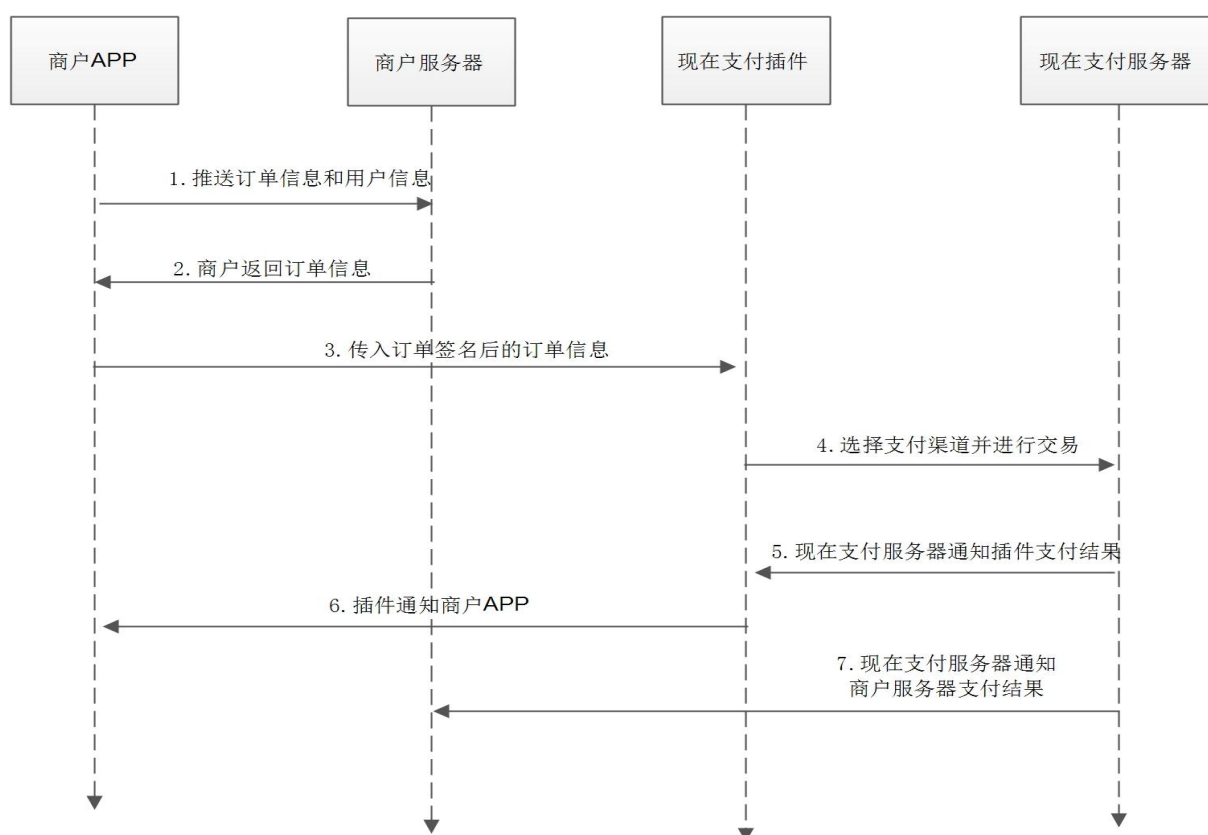 商户APP
商户服务器
现在支付插件
现在支付服务器
1.推送订单信息和用户信息
2.商户返回订单信息
3.传入订单签名后的订单信息
4.选择支付渠道并进行交易
5.现在支付服务器通知插件支付结果
6.插件通知商户APP
7.现在支付服务器通知
商户服务器支付结果